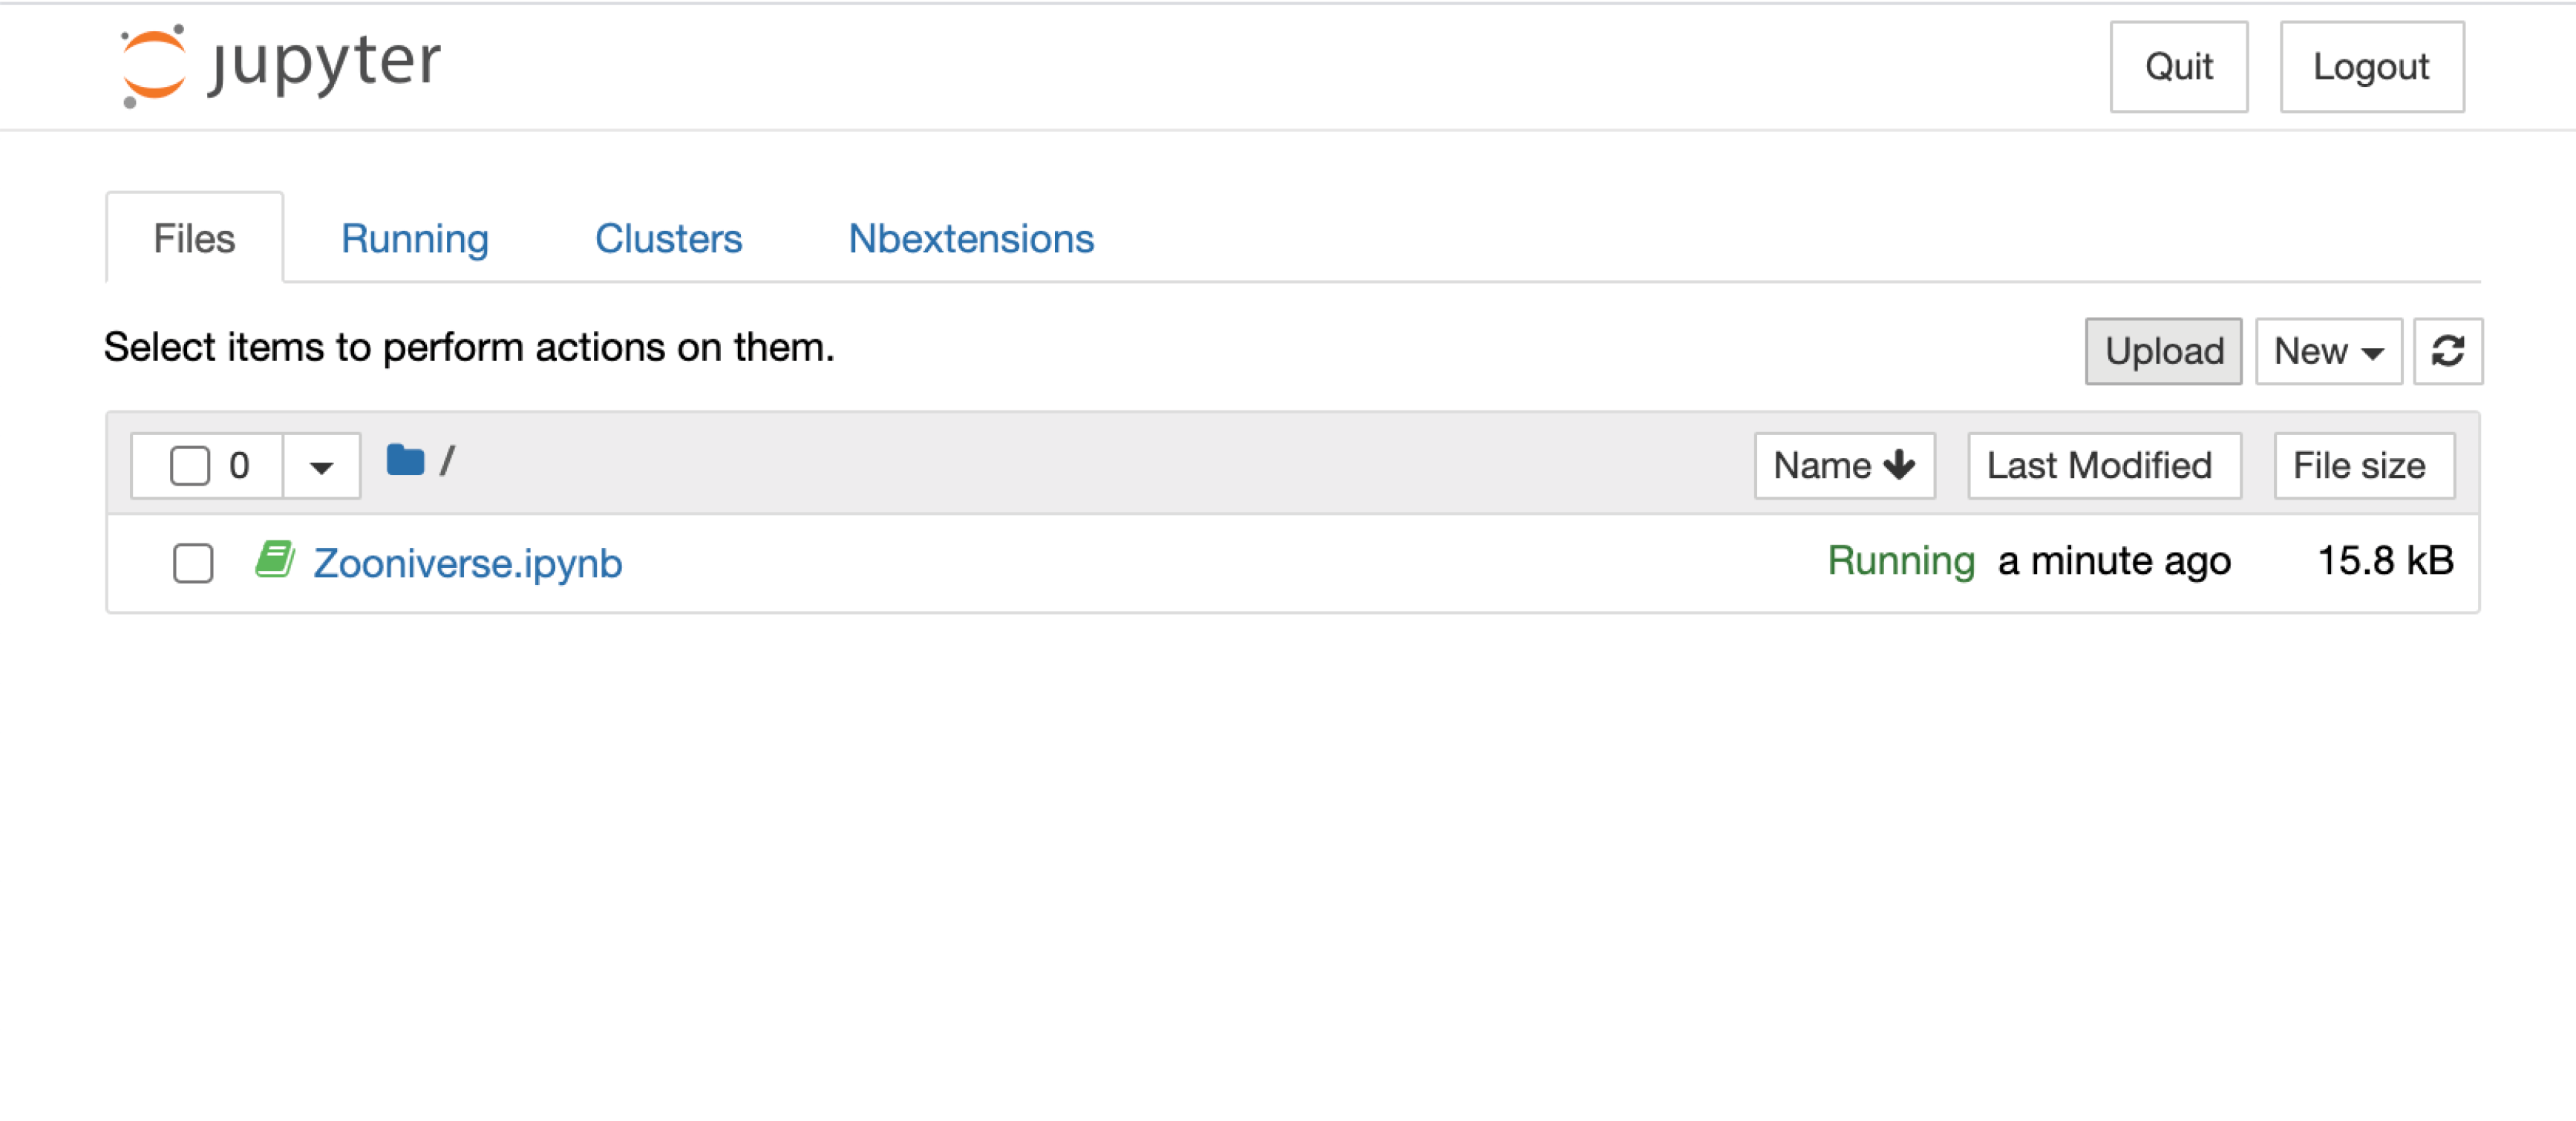 jupyter
Quit
Logout
Files
Running
Clusters
Nbextensions
Select items to perform actions on them.
Upload
New
0
/
Name
Last Modified
File size
Zooniverse.ipynb
Running
a minute ago
15.8 kB